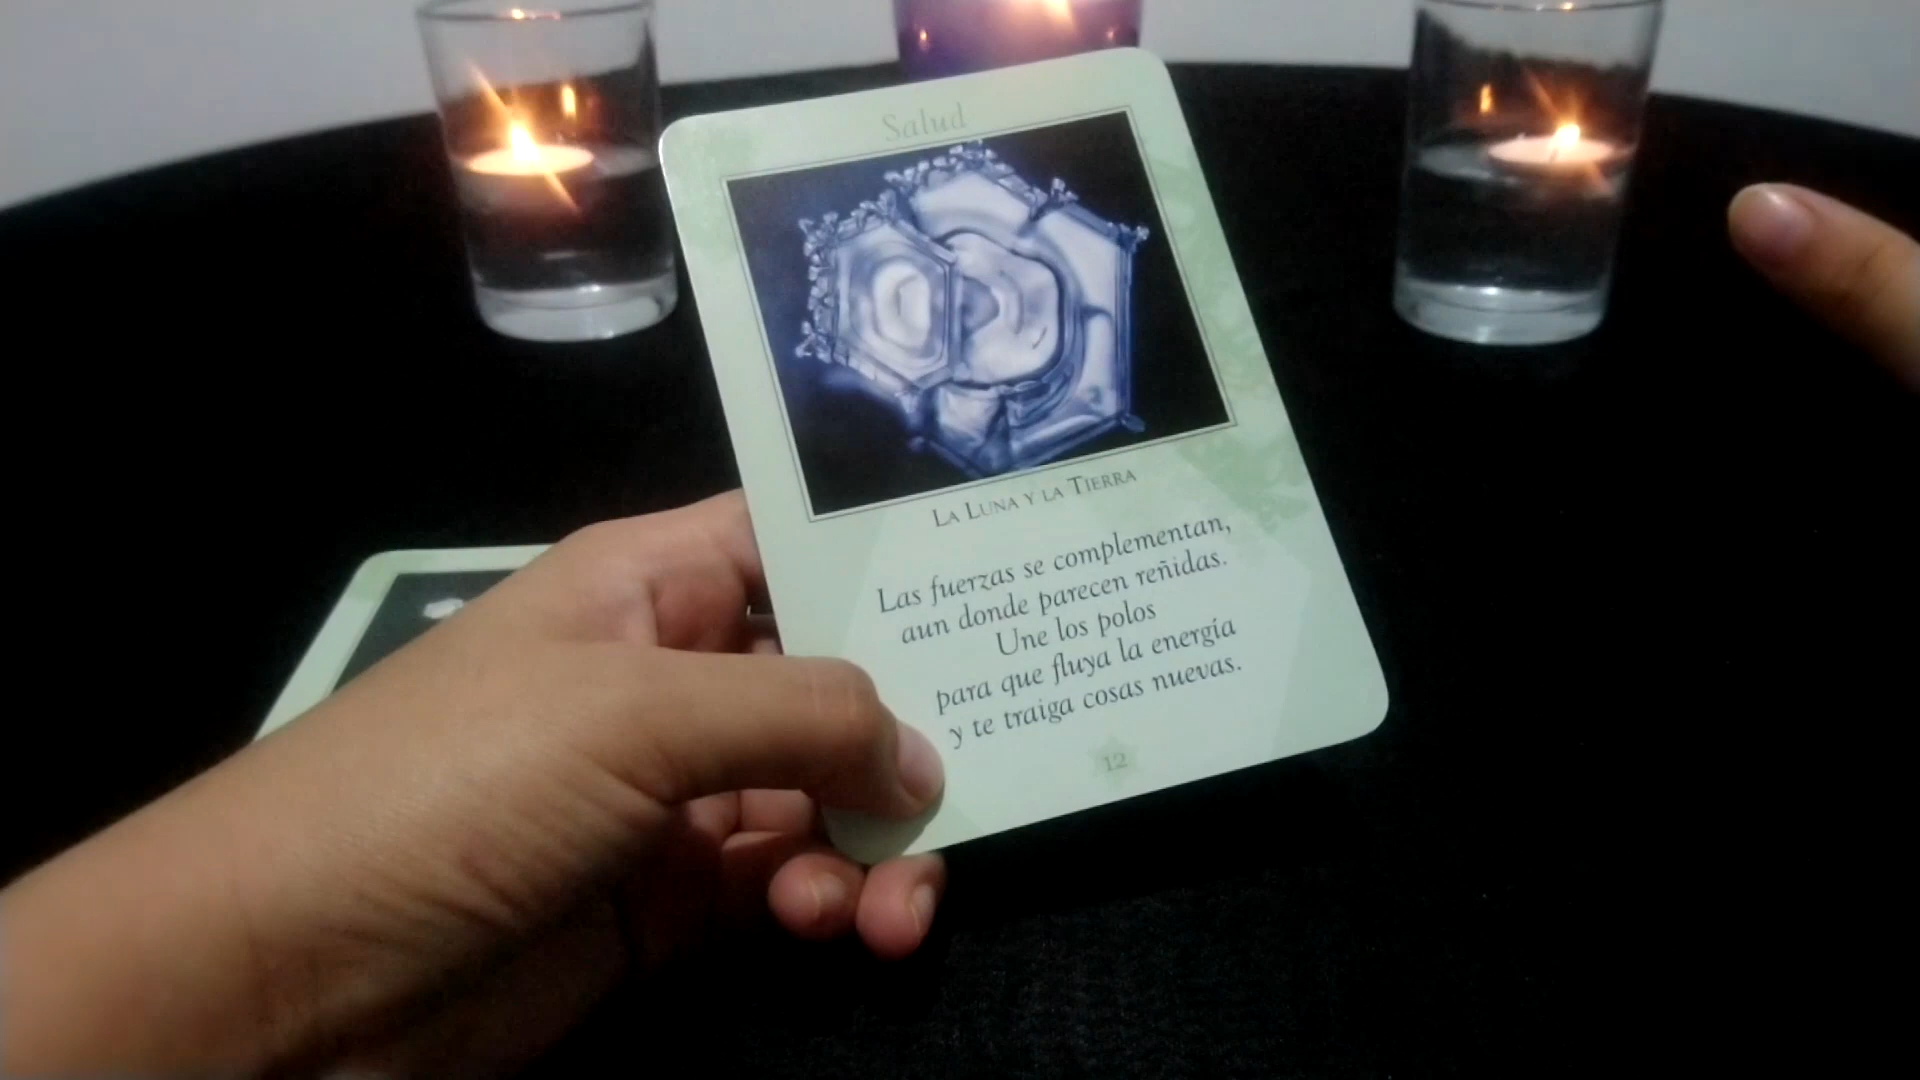 Salud
La Luna y la Tierra
Las fuerzas se complementan,
aun donde parecen reñidas.
Une los polos
para que fluya la energía
y te traiga cosas nuevas.
12